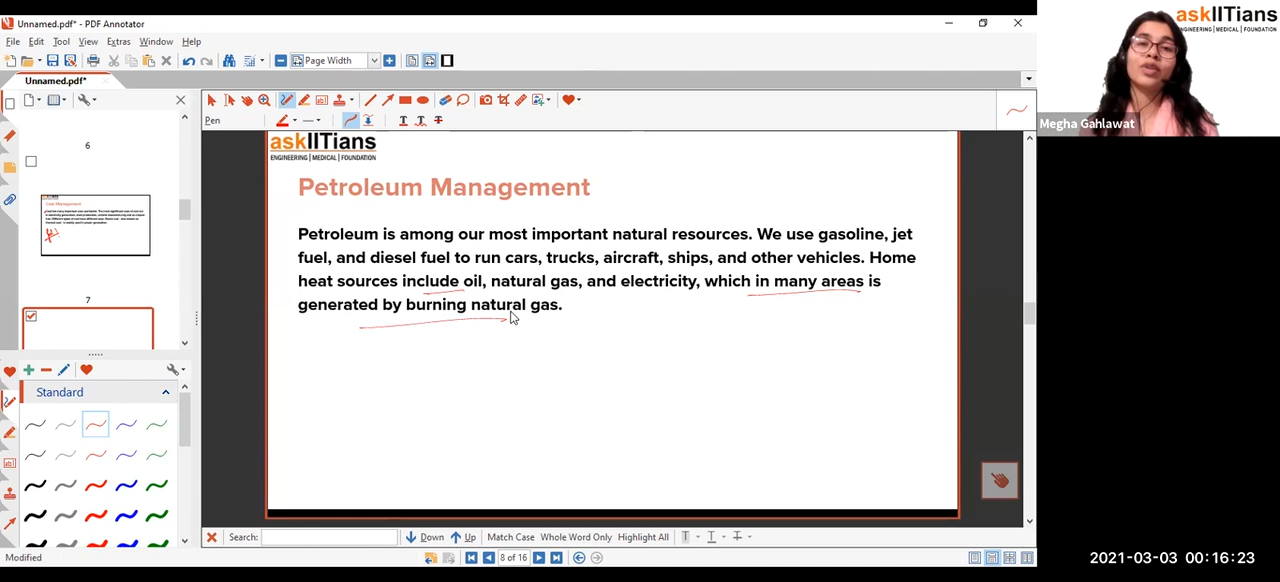 Unnamed.pdf* - PDF Annotator
File Edit Tool View Extras Window Help
Page Width
Unnamed.pdf*
Pen
6
7
Standard
askIITians
ENGINEERING | MEDICAL | FOUNDATION
Petroleum Management
Petroleum is among our most important natural resources. We use gasoline, jet
fuel, and diesel fuel to run cars, trucks, aircraft, ships, and other vehicles. Home
heat sources include oil, natural gas, and electricity, which in many areas is
generated by burning natural gas.
Search: Down Up Match Case Whole Word Only Highlight All
Modified
8 of 16
askIITians
ENGINEERING | MEDICAL | FOUNDATION
Megha Gahlawat
2021-03-03 00:16:23